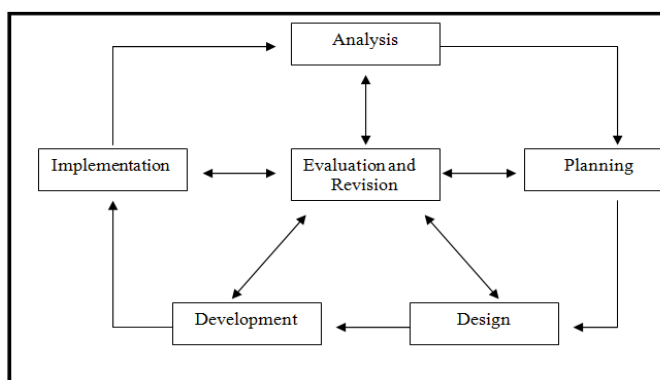 Analysis
Implementation
Evaluation and
Revision
Planning
Development
Design